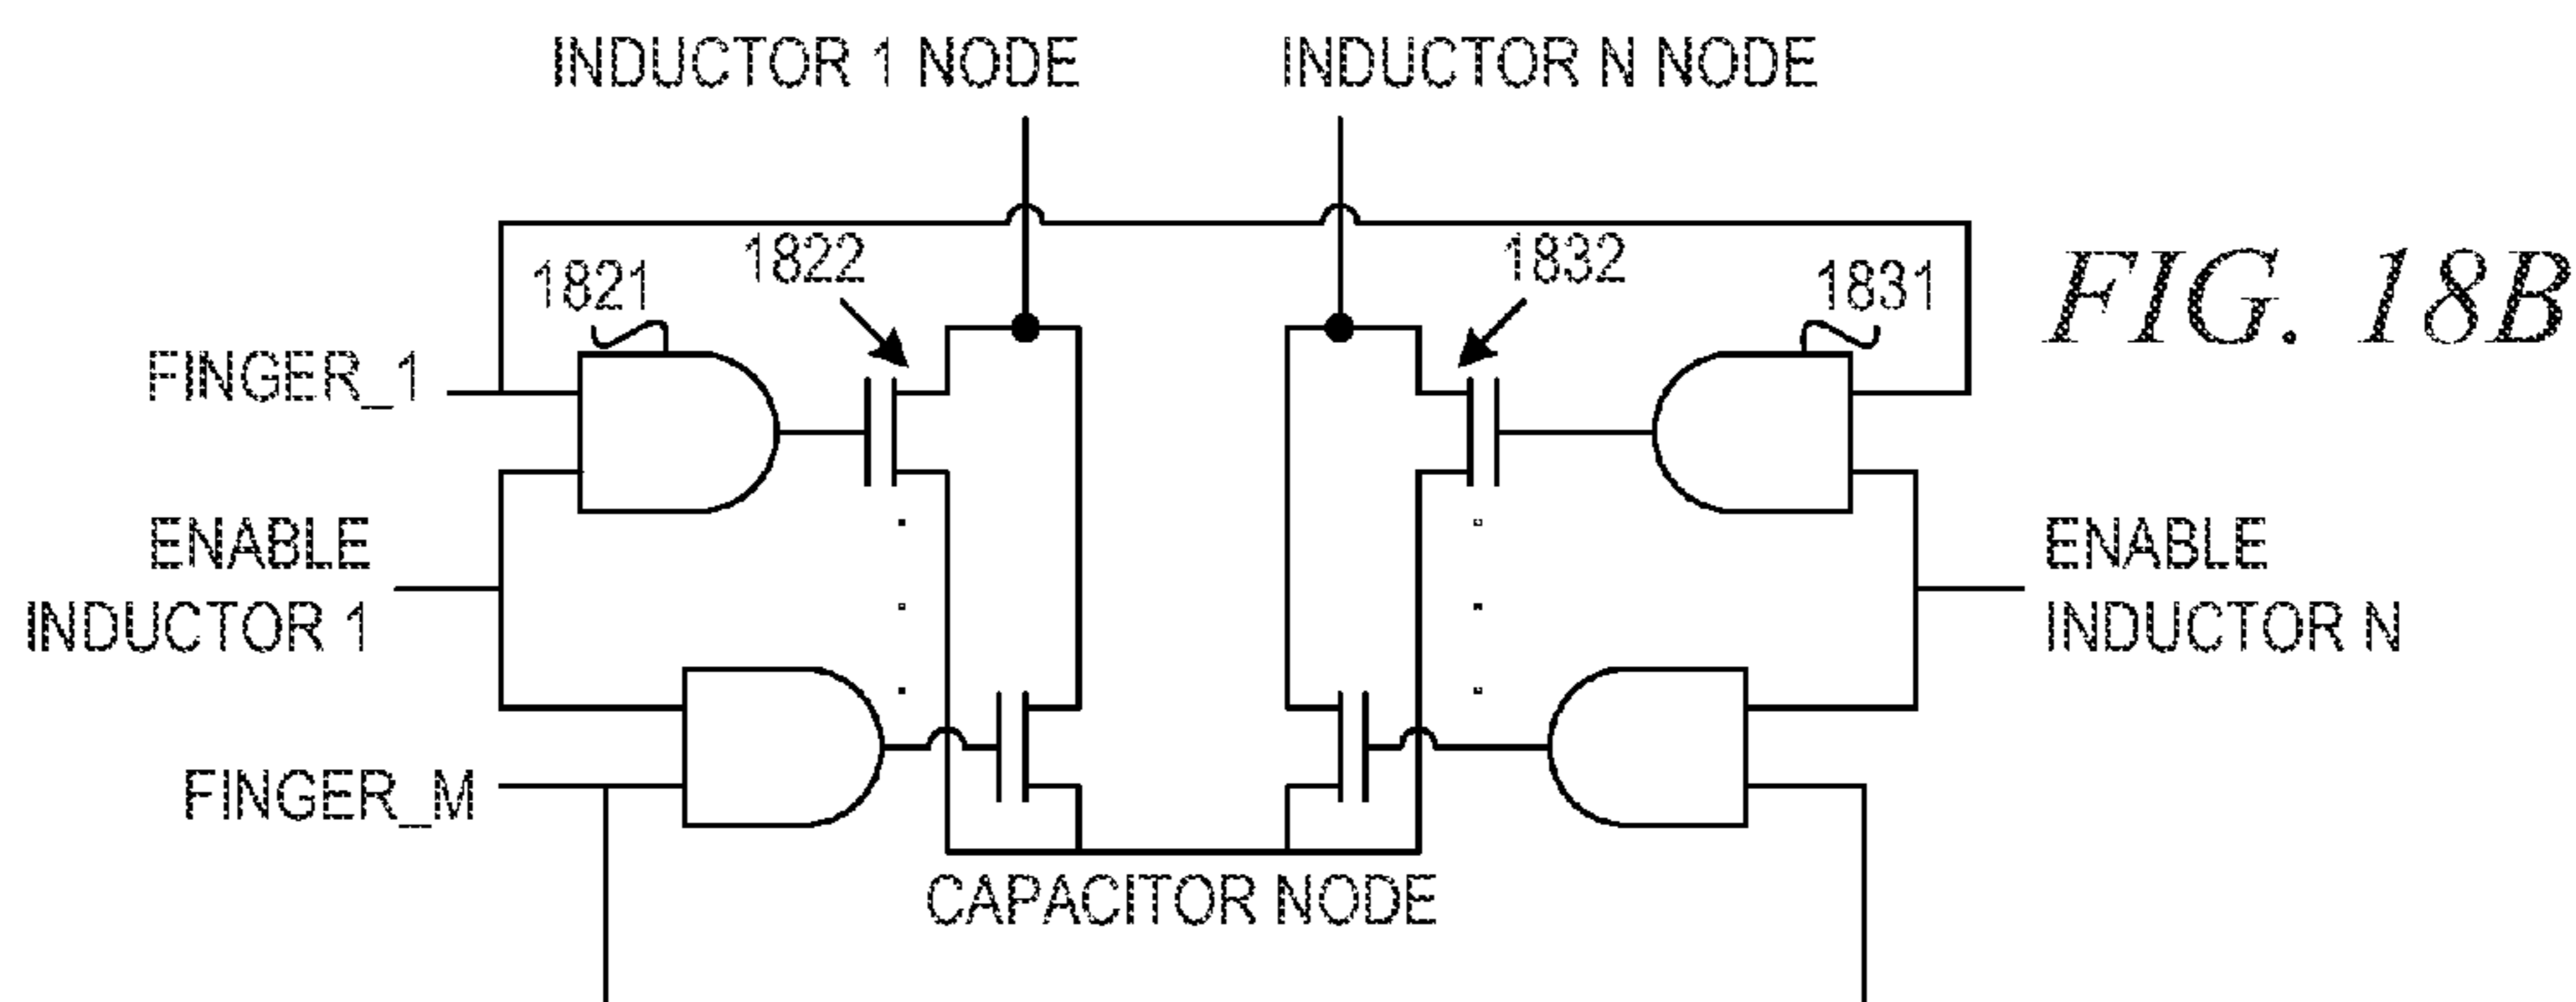 INDUCTOR 1 NODE
INDUCTOR N NODE
1821
1822
1832
1831
FIG. 18B
FINGER_1
ENABLE
INDUCTOR 1
ENABLE
INDUCTOR N
FINGER_M
CAPACITOR NODE